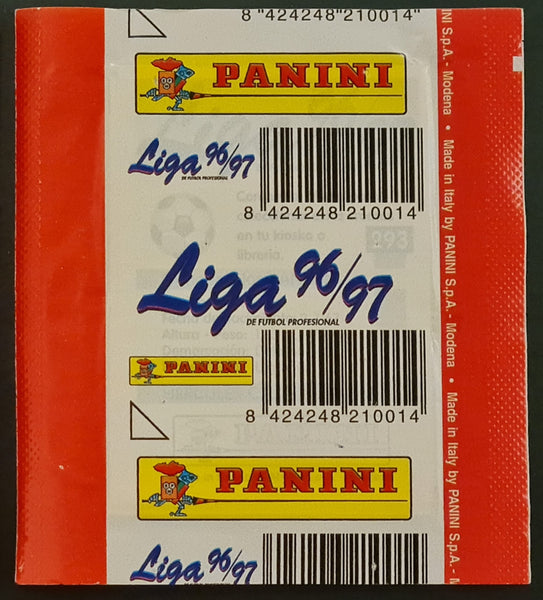 8 "424248"210014"
PANINI
Liga 96/97
DE FUTBOL PROFESIONAL
8 424248 210014
en tu kiosko o
librería.
293
Liga 96/97
DE FUTBOL PROFESIONAL
PANINI
8 424248 210014
PANINI
Liga 96/97
PANINI S.p.A. - Modena • Made in Italy by PANINI S.p.A. - Modena • Made in Italy by PANINI S.p.A. -